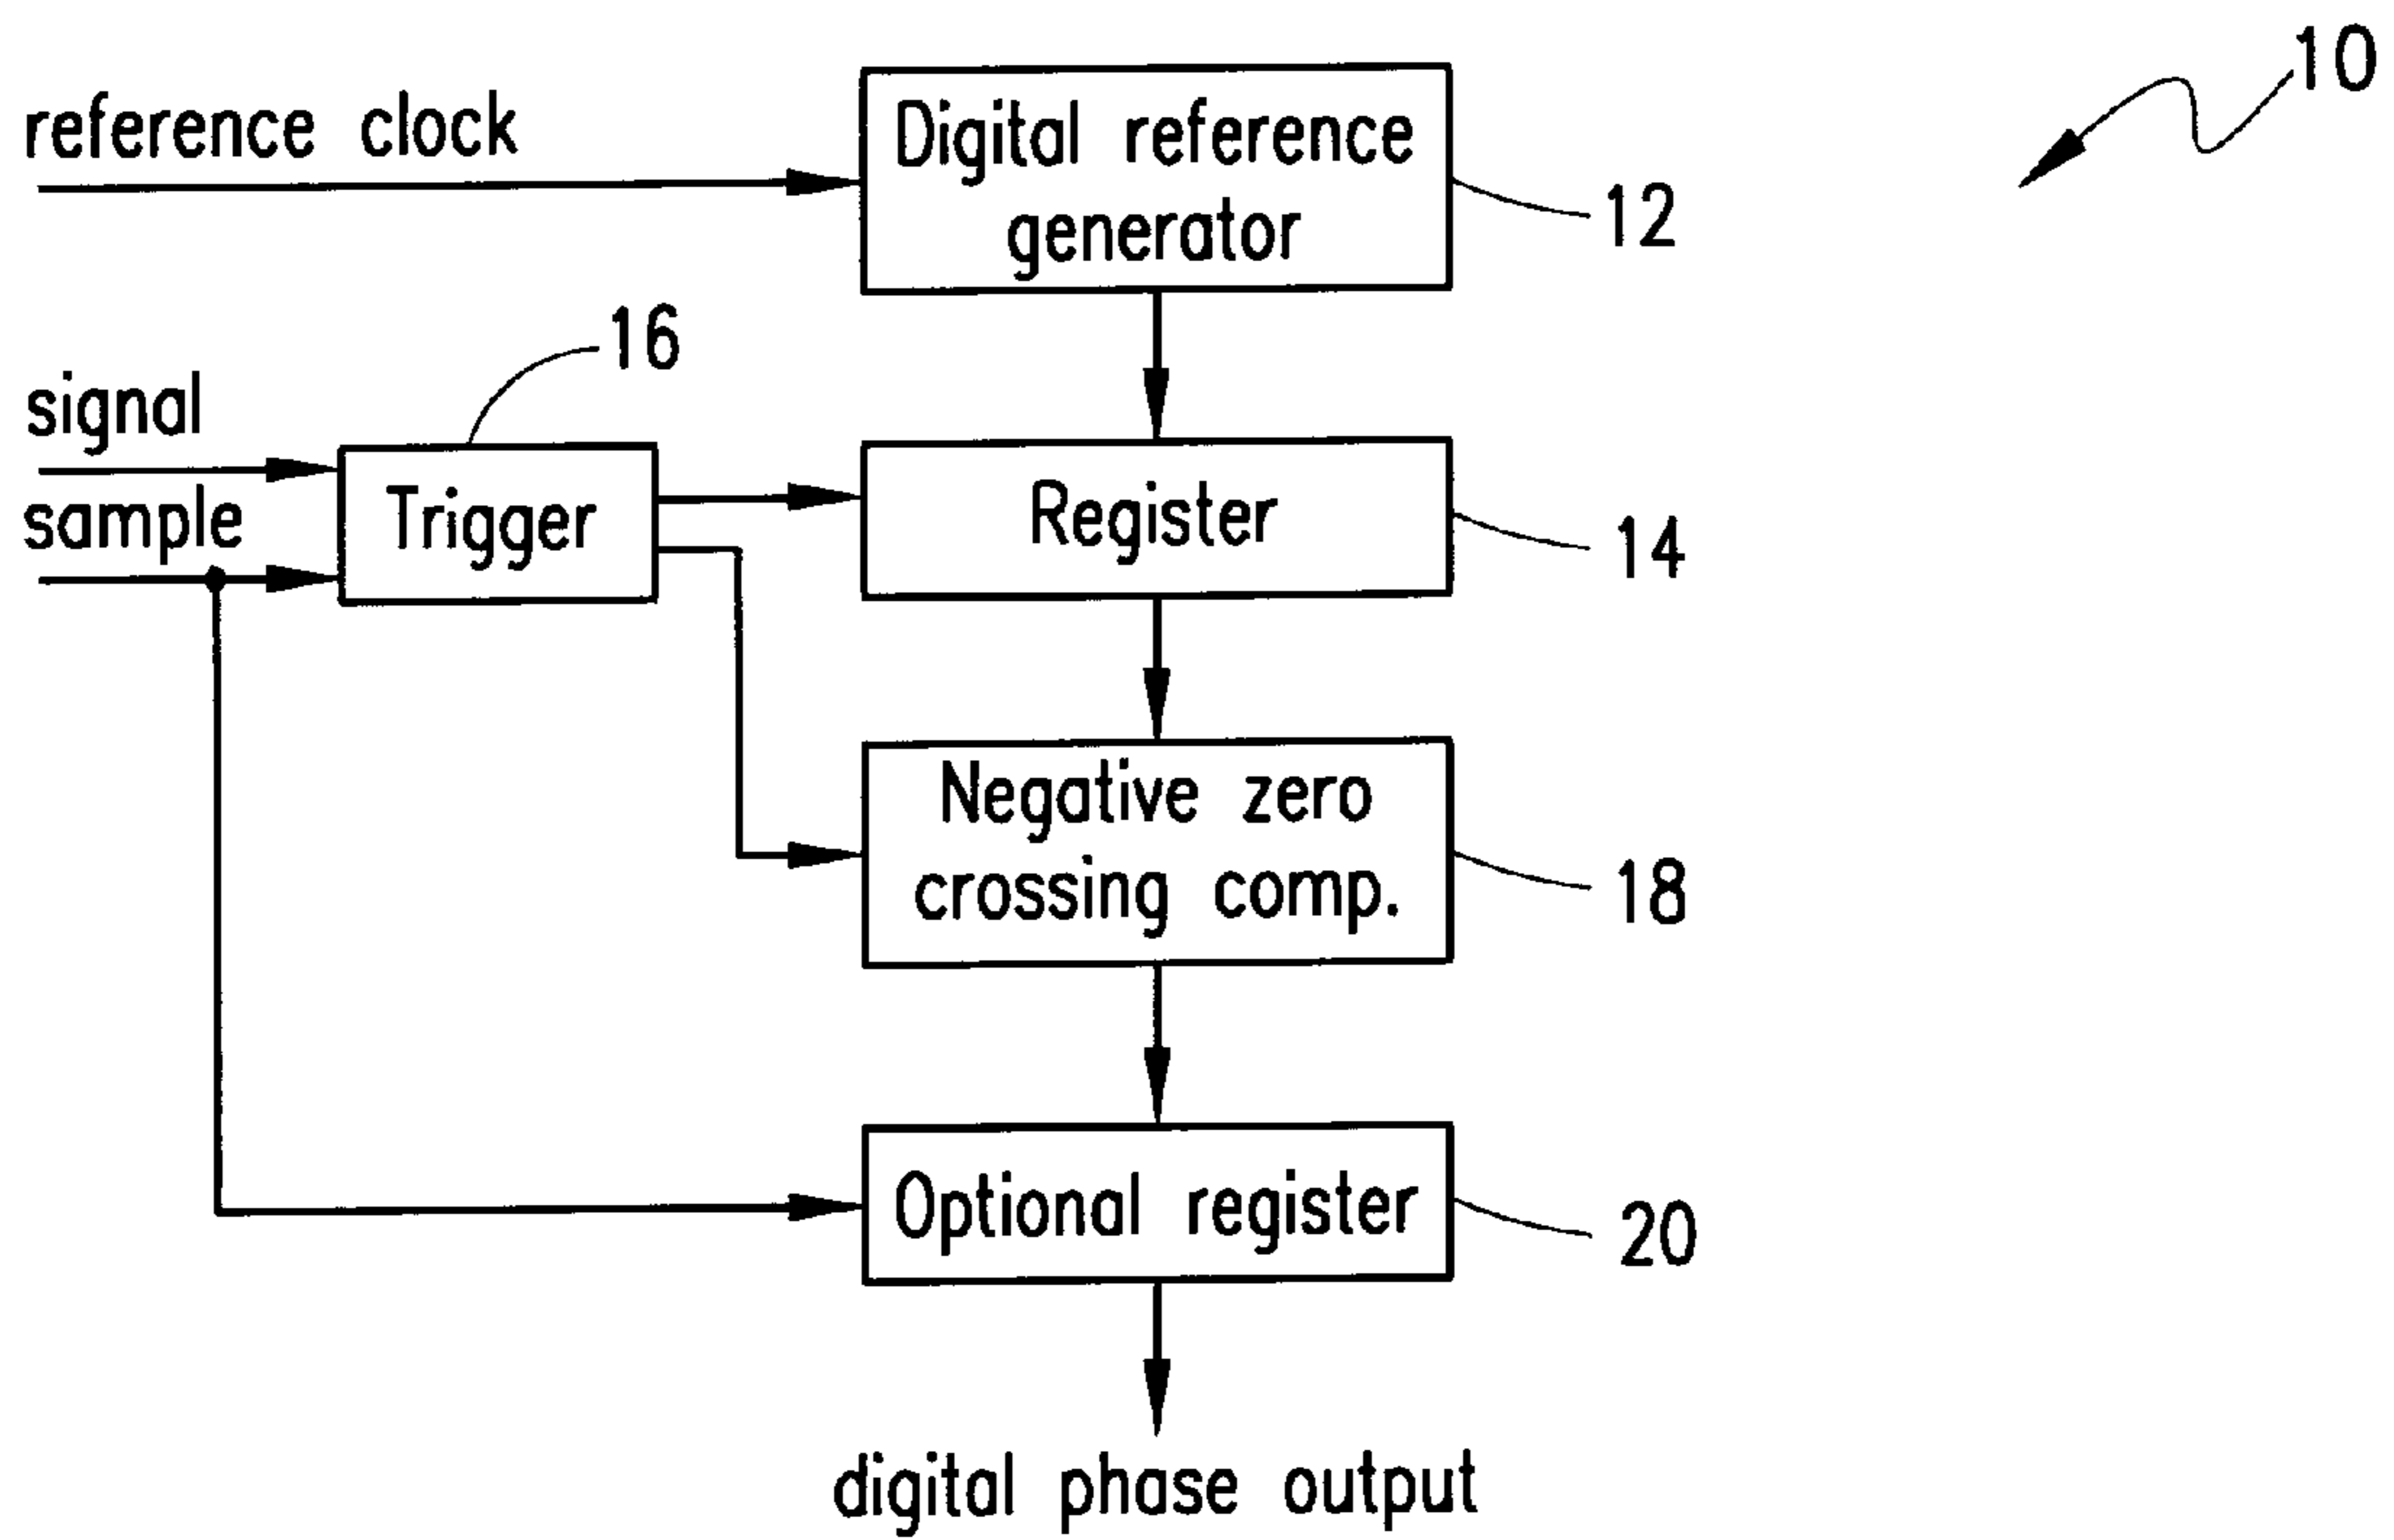 10
reference clock
Digital reference
generator
12
16
signal
sample
Trigger
Register
14
Negative zero
crossing comp.
18
Optional register
20
digital phase output